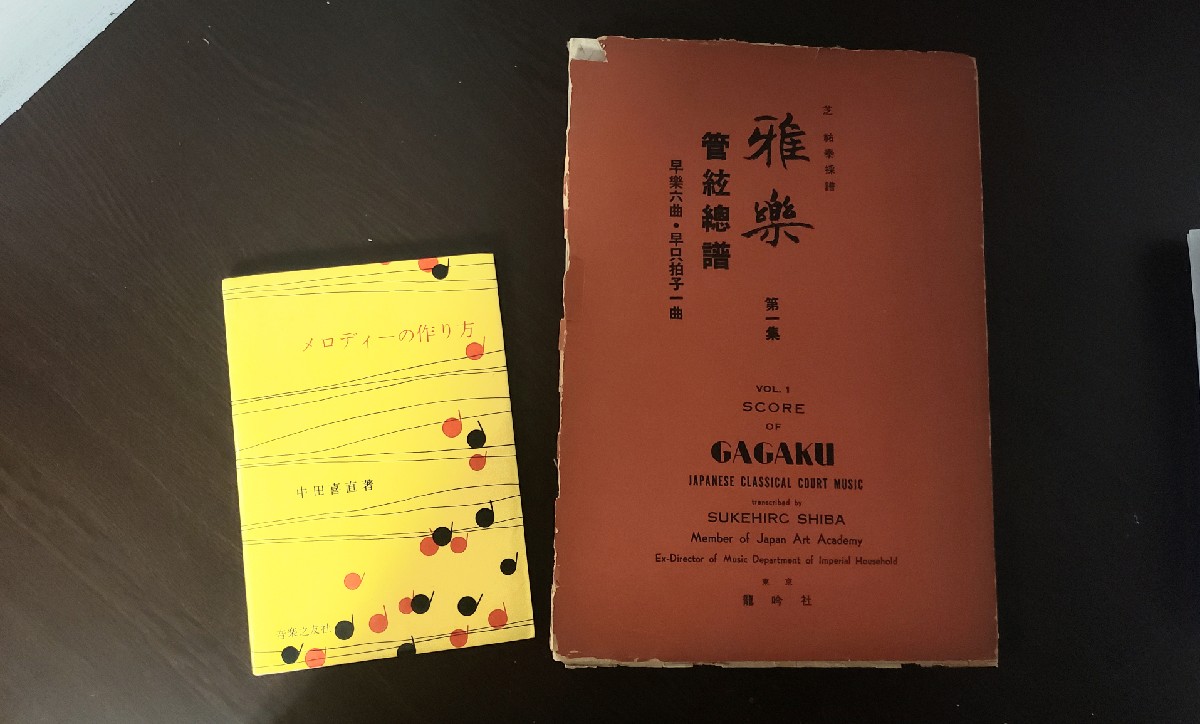 メロディーの作り方
中田喜直著
音楽之友社
芝 祐泰採譜
雅樂
管絃總譜
早樂六曲・早只拍子一曲
第一集
VOL. 1
SCORE
OF
GAGAKU
JAPANESE CLASSICAL COURT MUSIC
transcribed by
SUKEHIRO SHIBA
Member of Japan Art Academy
Ex-Director of Music Department of Imperial Household
東京
龍吟社